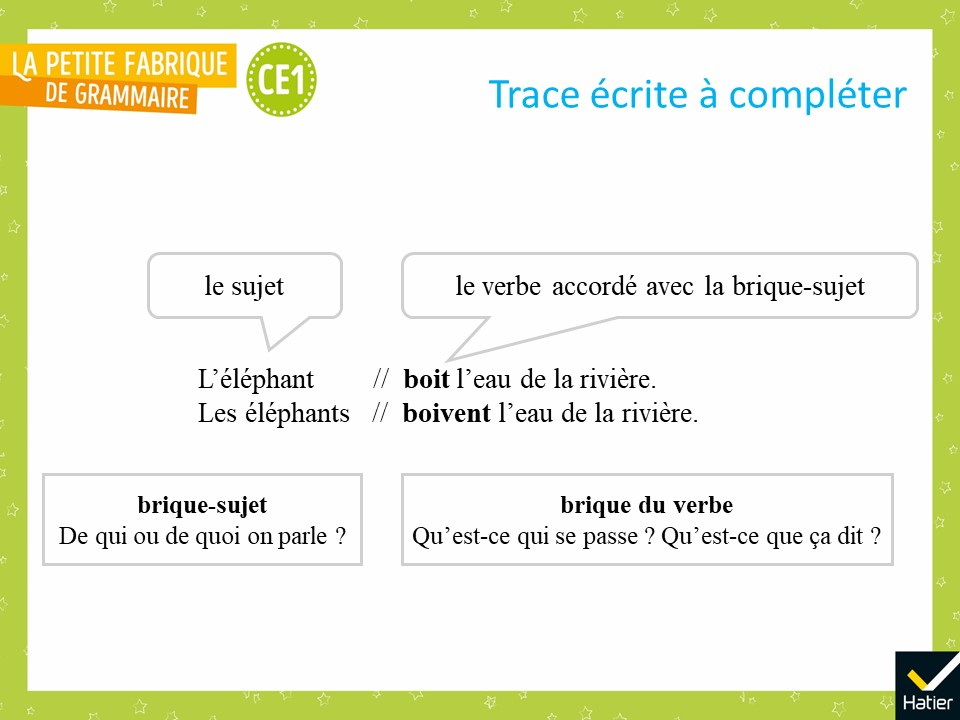 LA PETITE FABRIQUE
DE GRAMMAIRE
CE1
Trace écrite à compléter
le sujet
le verbe accordé avec la brique-sujet
L’éléphant // boit l’eau de la rivière.
Les éléphants // boivent l’eau de la rivière.
brique-sujet
De qui ou de quoi on parle ?
brique du verbe
Qu’est-ce qui se passe ? Qu’est-ce que ça dit ?
Hatier